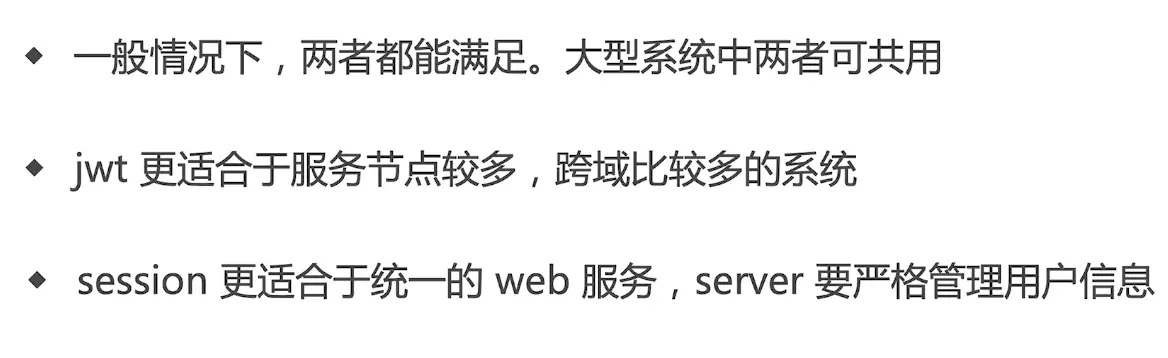 ◆ 一般情况下，两者都能满足。大型系统中两者可共用
◆ jwt 更适合于服务节点较多，跨域比较多的系统
◆ session 更适合于统一的 web 服务，server 要严格管理用户信息